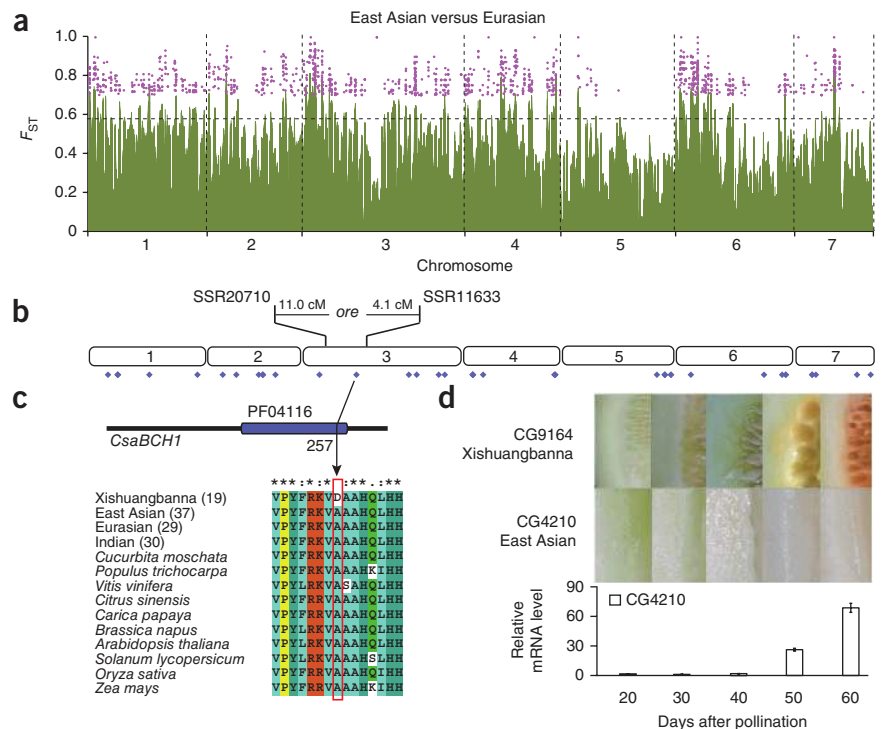 a
East Asian versus Eurasian
1.0
0.8
0.6
0.4
0.2
0
F_ST
1 2 3 4 5 6 7
Chromosome
b
SSR20710 11.0 cM ore 4.1 cM SSR11633
1 2 3 4 5 6 7
c
PF04116
CsaBCH1
257
***:*:* :**.:**
Xishuangbanna (19) VPYFRKVDAAHQLHH
East Asian (37) VPYFRKVAAAHQLHH
Eurasian (29) VPYFRKVAAAHQLHH
Indian (30) VPYFRKVAAAHQLHH
Cucurbita moschata VPYFRKVAAAHQLHH
Populus trichocarpa VPYFRKVAAAHKIHH
Vitis vinifera VPYLRKVASAHQLHH
Citrus sinensis VPYFRRVAAAHQLHH
Carica papaya VPYFRRVAAAHQLHH
Brassica napus VPYLRKVAAAHQLHH
Arabidopsis thaliana VPYLRKVAAAHQLHH
Solanum lycopersicum VPYLRKVAAAHSLHH
Oryza sativa VPYFRRVAAAHQIHH
Zea mays VPYFRRVAAAHKIHH
d
CG9164
Xishuangbanna
CG4210
East Asian
Relative
mRNA level
90
60
30
0
CG4210
20 30 40 50 60
Days after pollination